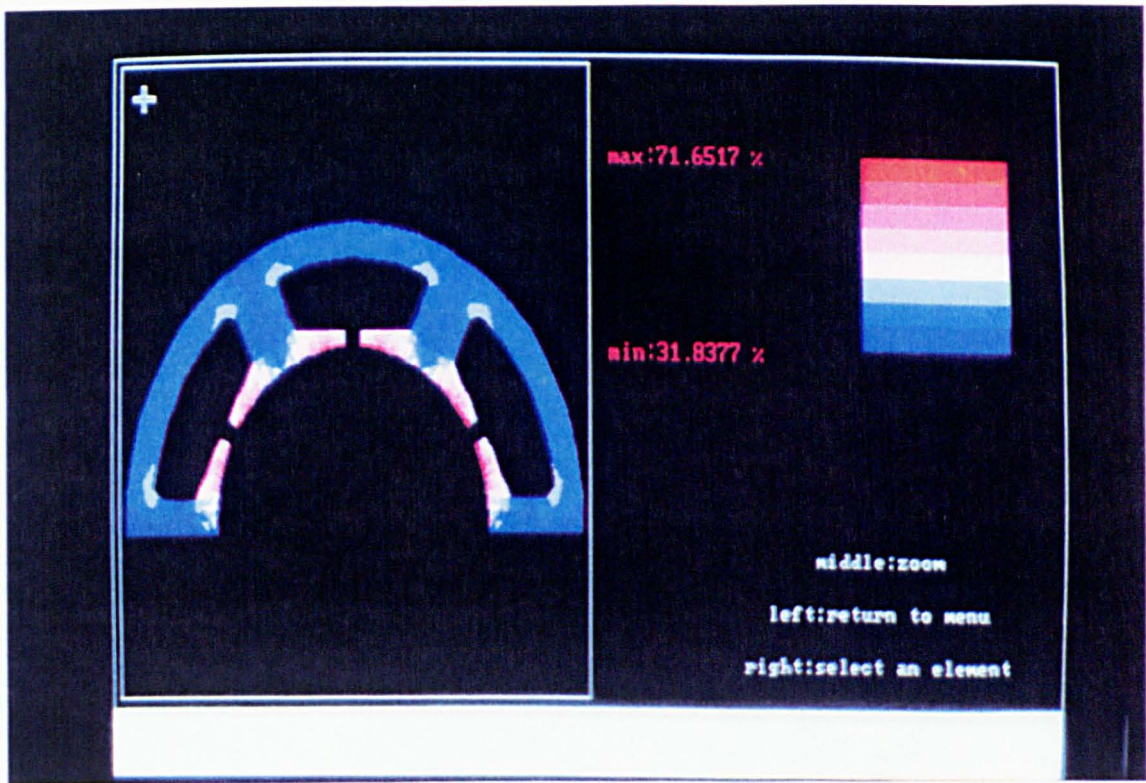 max:71.6517 %
min:31.8377 %
middle:zoom
left:return to menu
right:select an element